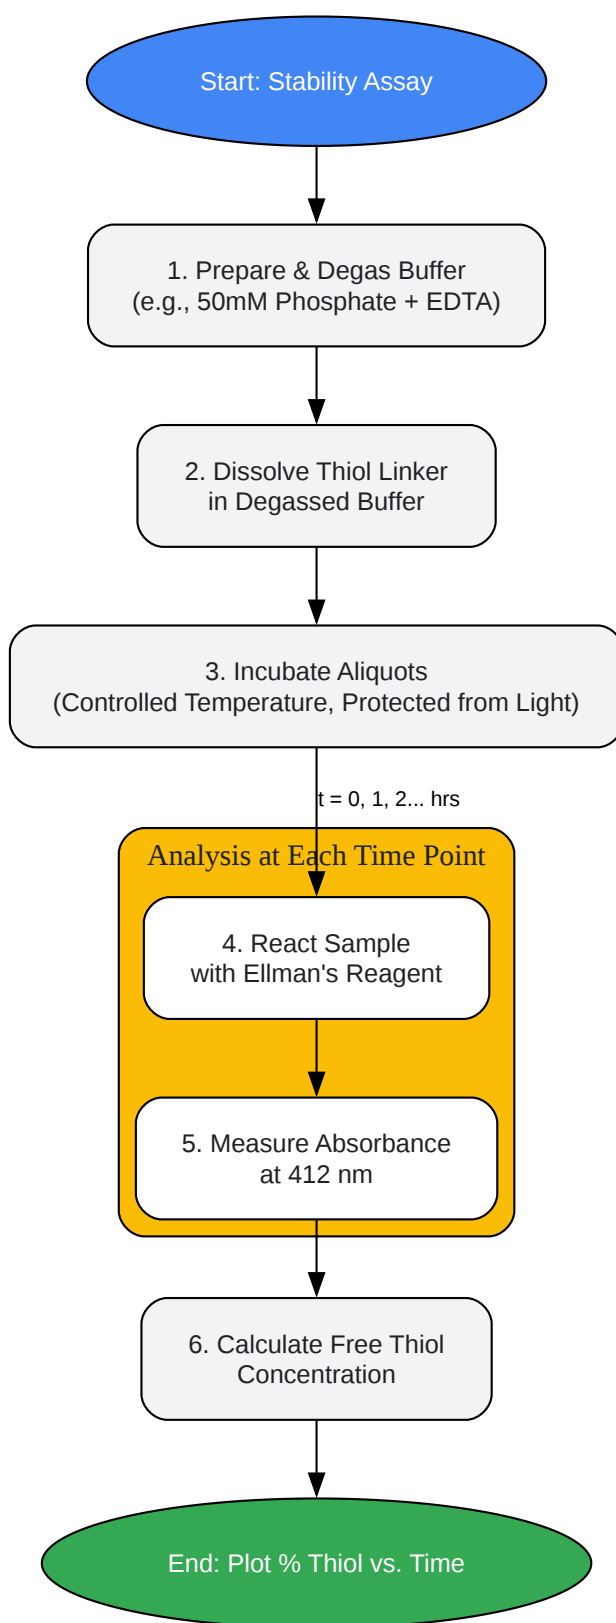 Start: Stability Assay
1. Prepare & Degas Buffer
(e.g., 50mM Phosphate + EDTA)
2. Dissolve Thiol Linker
in Degassed Buffer
3. Incubate Aliquots
(Controlled Temperature, Protected from Light)
t = 0, 1, 2... hrs
Analysis at Each Time Point
4. React Sample
with Ellman's Reagent
5. Measure Absorbance
at 412 nm
6. Calculate Free Thiol
Concentration
End: Plot % Thiol vs. Time